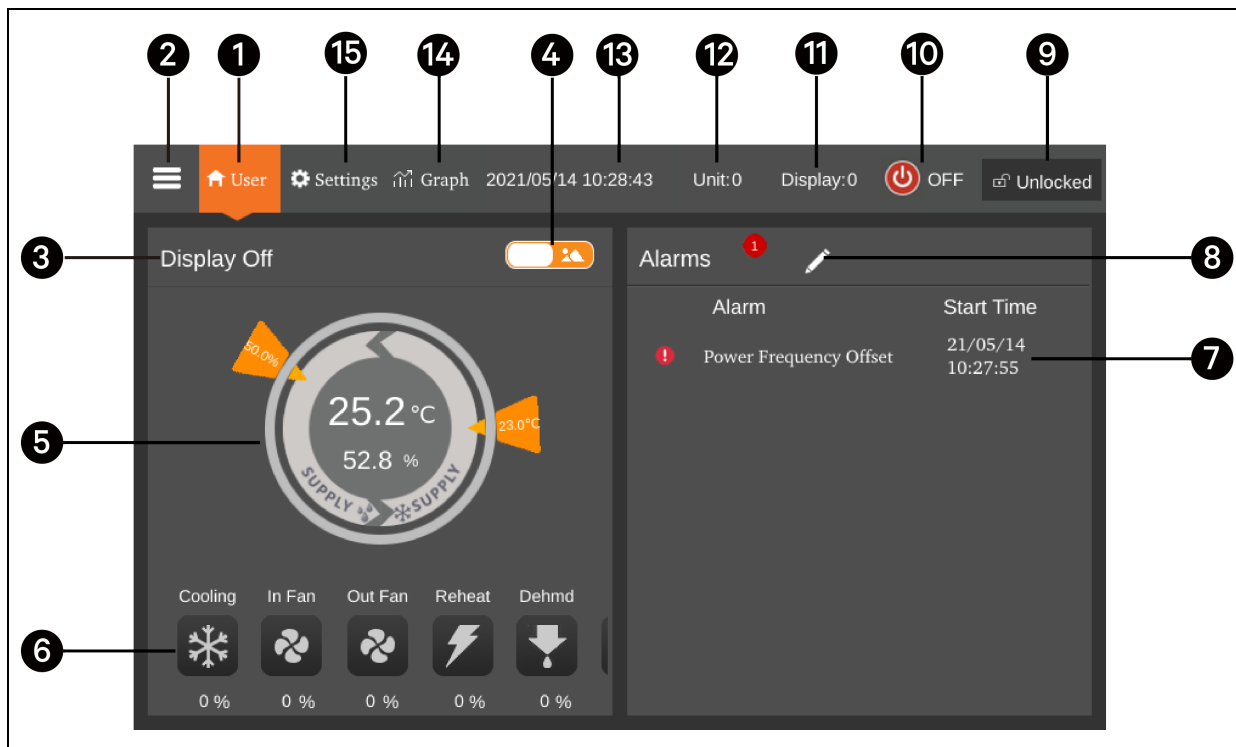 2 1 15 14 4 13 12 11 10 9
User Settings Graph 2021/05/14 10:28:43 Unit:0 Display:0 OFF Unlocked
3 Display Off
Alarms 1 8
Alarm Start Time
Power Frequency Offset 21/05/14
10:27:55 7
50.0%
25.2 °C
23.0°C
5 52.8 %
SUPPLY SUPPLY
Cooling In Fan Out Fan Reheat Dehmd
6
0 % 0 % 0 % 0 % 0 %